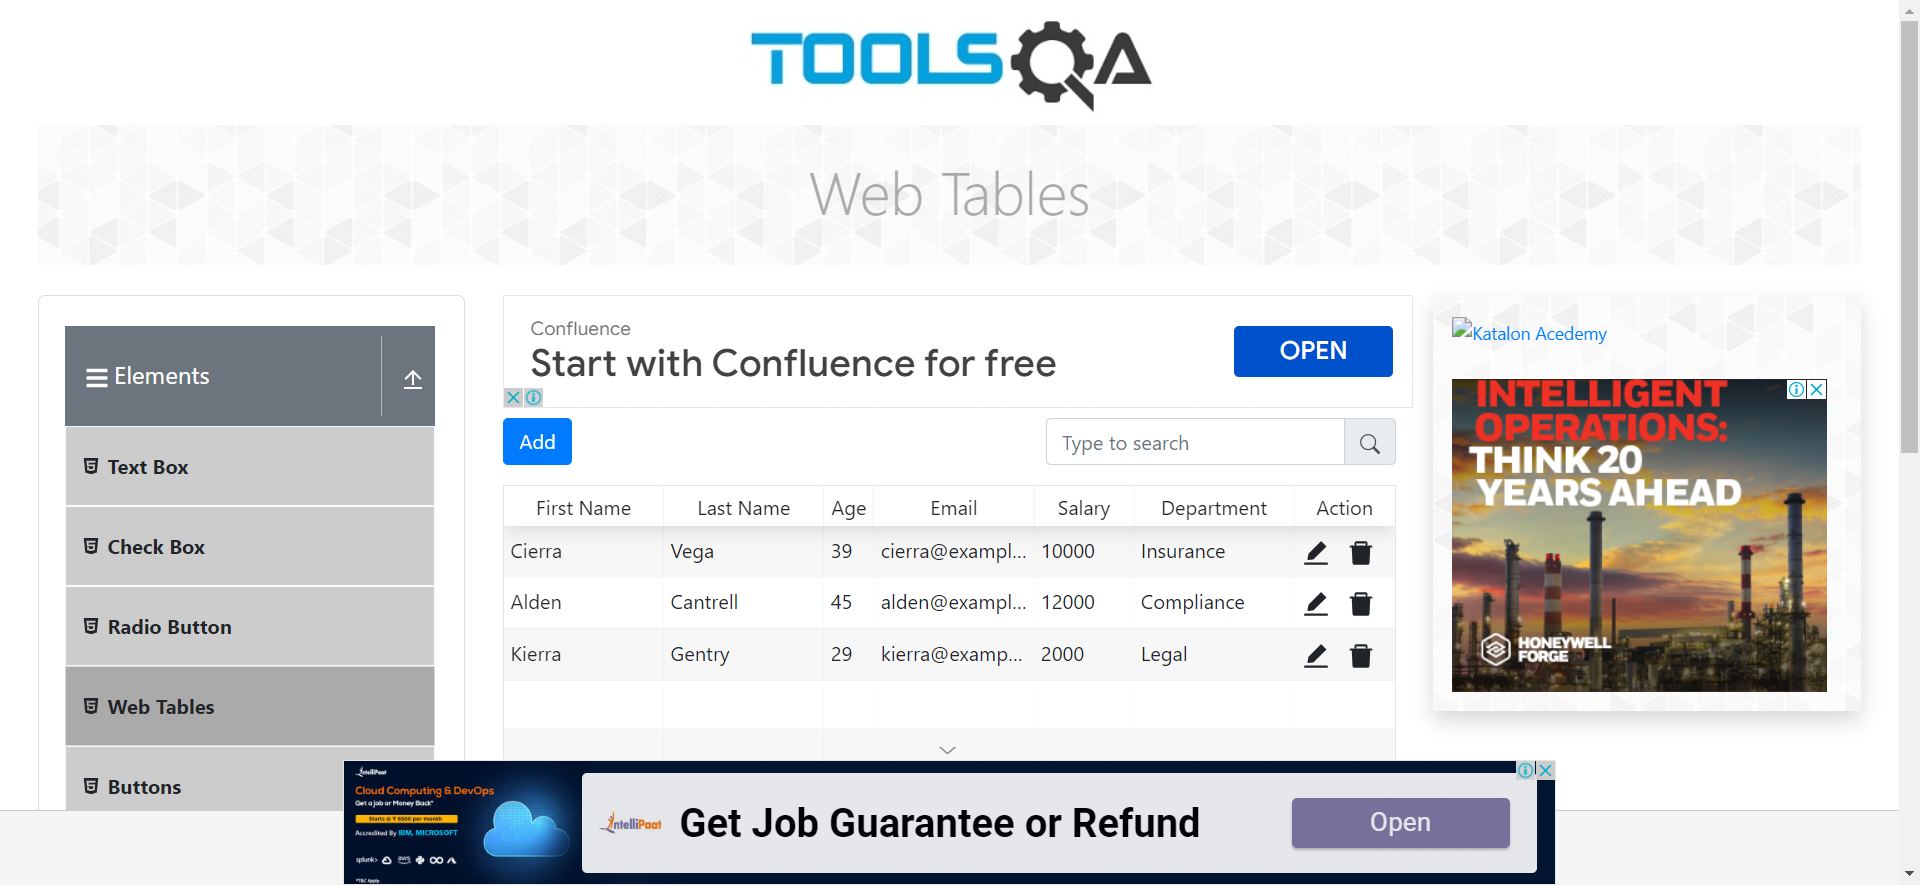 TOOLSQA
Web Tables
Elements
Text Box
Check Box
Radio Button
Web Tables
Buttons
Confluence
Start with Confluence for free
OPEN
Add
Type to search
First Name Last Name Age Email Salary Department Action
Cierra Vega 39 cierra@exampl... 10000 Insurance
Alden Cantrell 45 alden@exampl... 12000 Compliance
Kierra Gentry 29 kierra@examp... 2000 Legal
Katalon Acedemy
INTELLIGENT
OPERATIONS:
THINK 20
YEARS AHEAD
HONEYWELL
FORGE
IntelliPaat
Cloud Computing & DevOps
Get a job or Money Back*
Starts @ ₹ 6500 per month
Accredited By IBM, MICROSOFT
splunk> aws
*T&C Apply.
IntelliPaat
Get Job Guarantee or Refund
Open